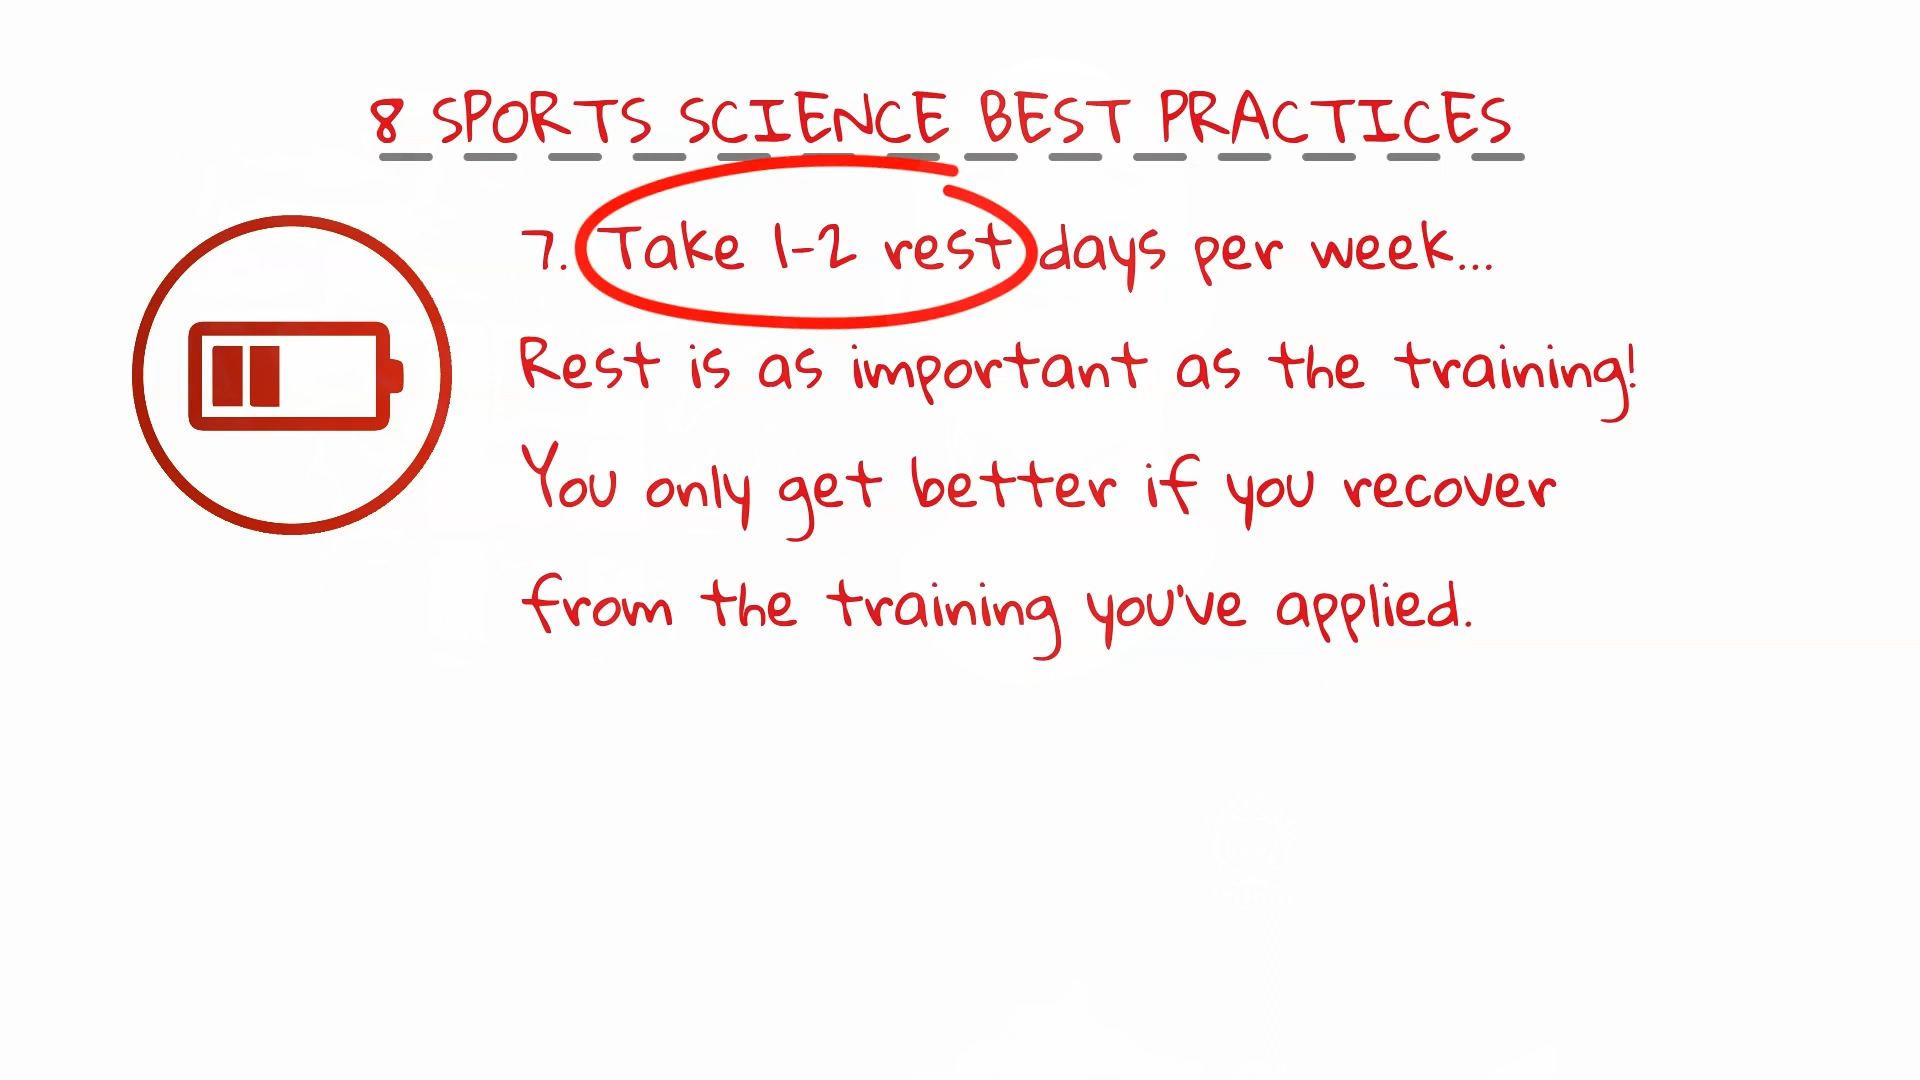 8 SPORTS SCIENCE BEST PRACTICES
7. Take 1-2 rest days per week...
Rest is as important as the training!
You only get better if you recover
from the training you've applied.